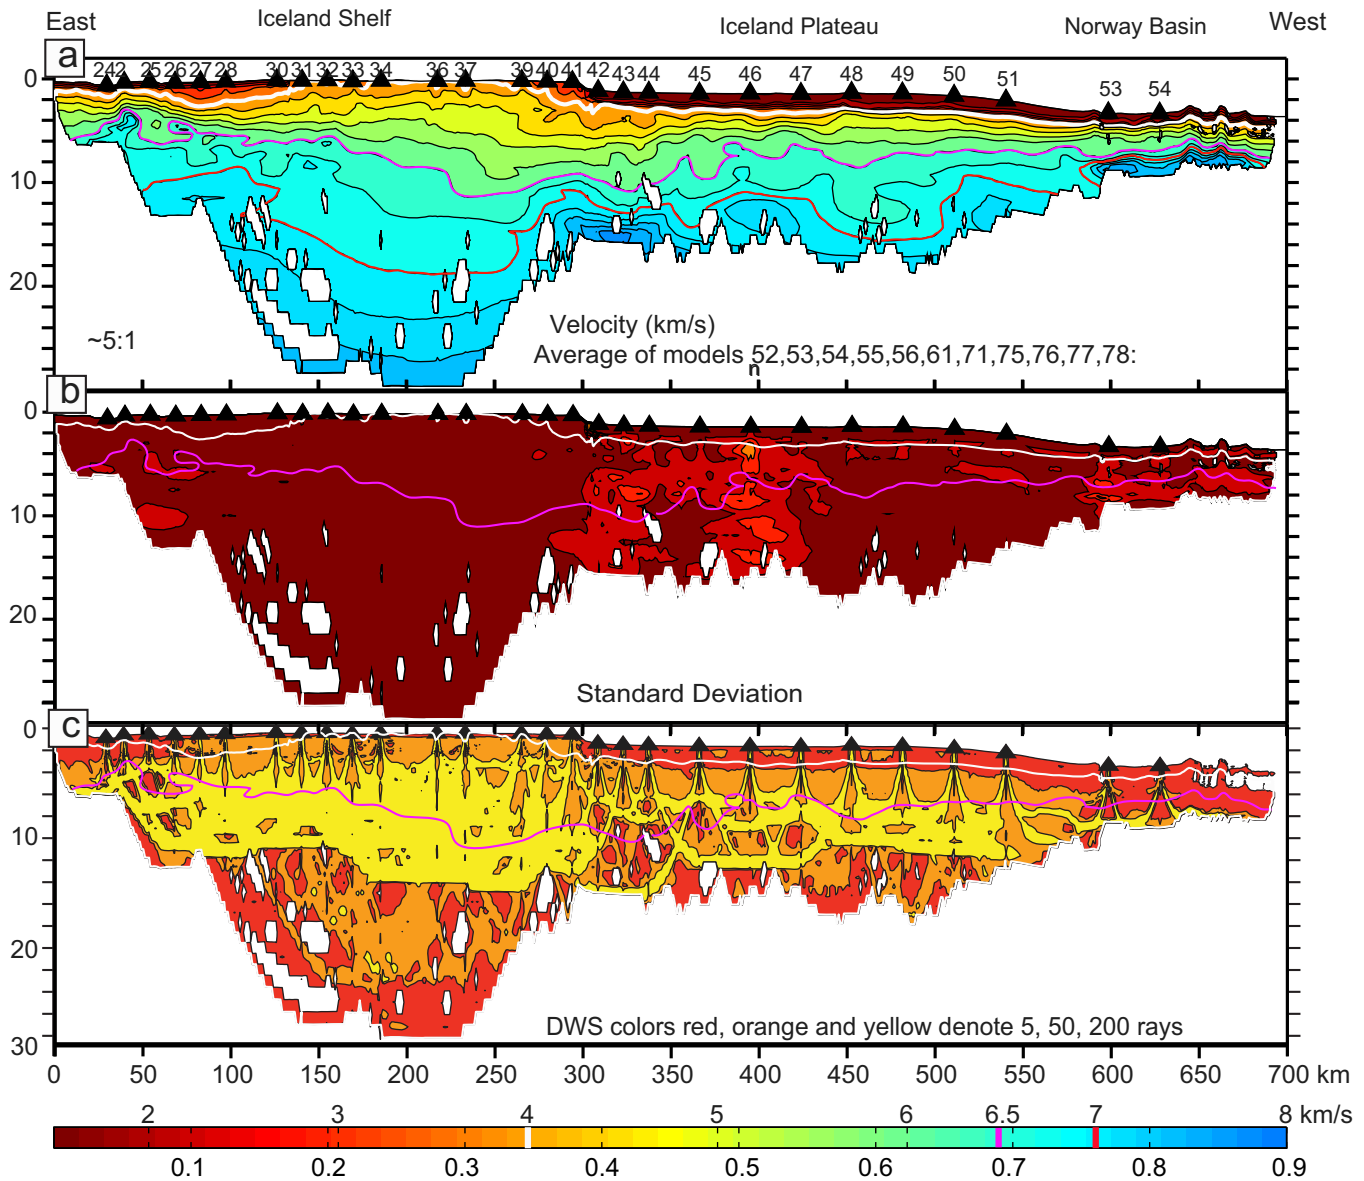 East Iceland Shelf Iceland Plateau Norway Basin West
a
24 2 25 26 27 28 30 31 32 33 34 36 37 39 40 41 42 43 44 45 46 47 48 49 50 51 53 54
0
10
20
~5:1
Velocity (km/s)
Average of models 52,53,54,55,56,61,71,75,76,77,78:
n
b
0
10
20
Standard Deviation
c
0
10
20
30
DWS colors red, orange and yellow denote 5, 50, 200 rays
0 50 100 150 200 250 300 350 400 450 500 550 600 650 700 km
2 3 4 5 6 6.5 7 8 km/s
0.1 0.2 0.3 0.4 0.5 0.6 0.7 0.8 0.9